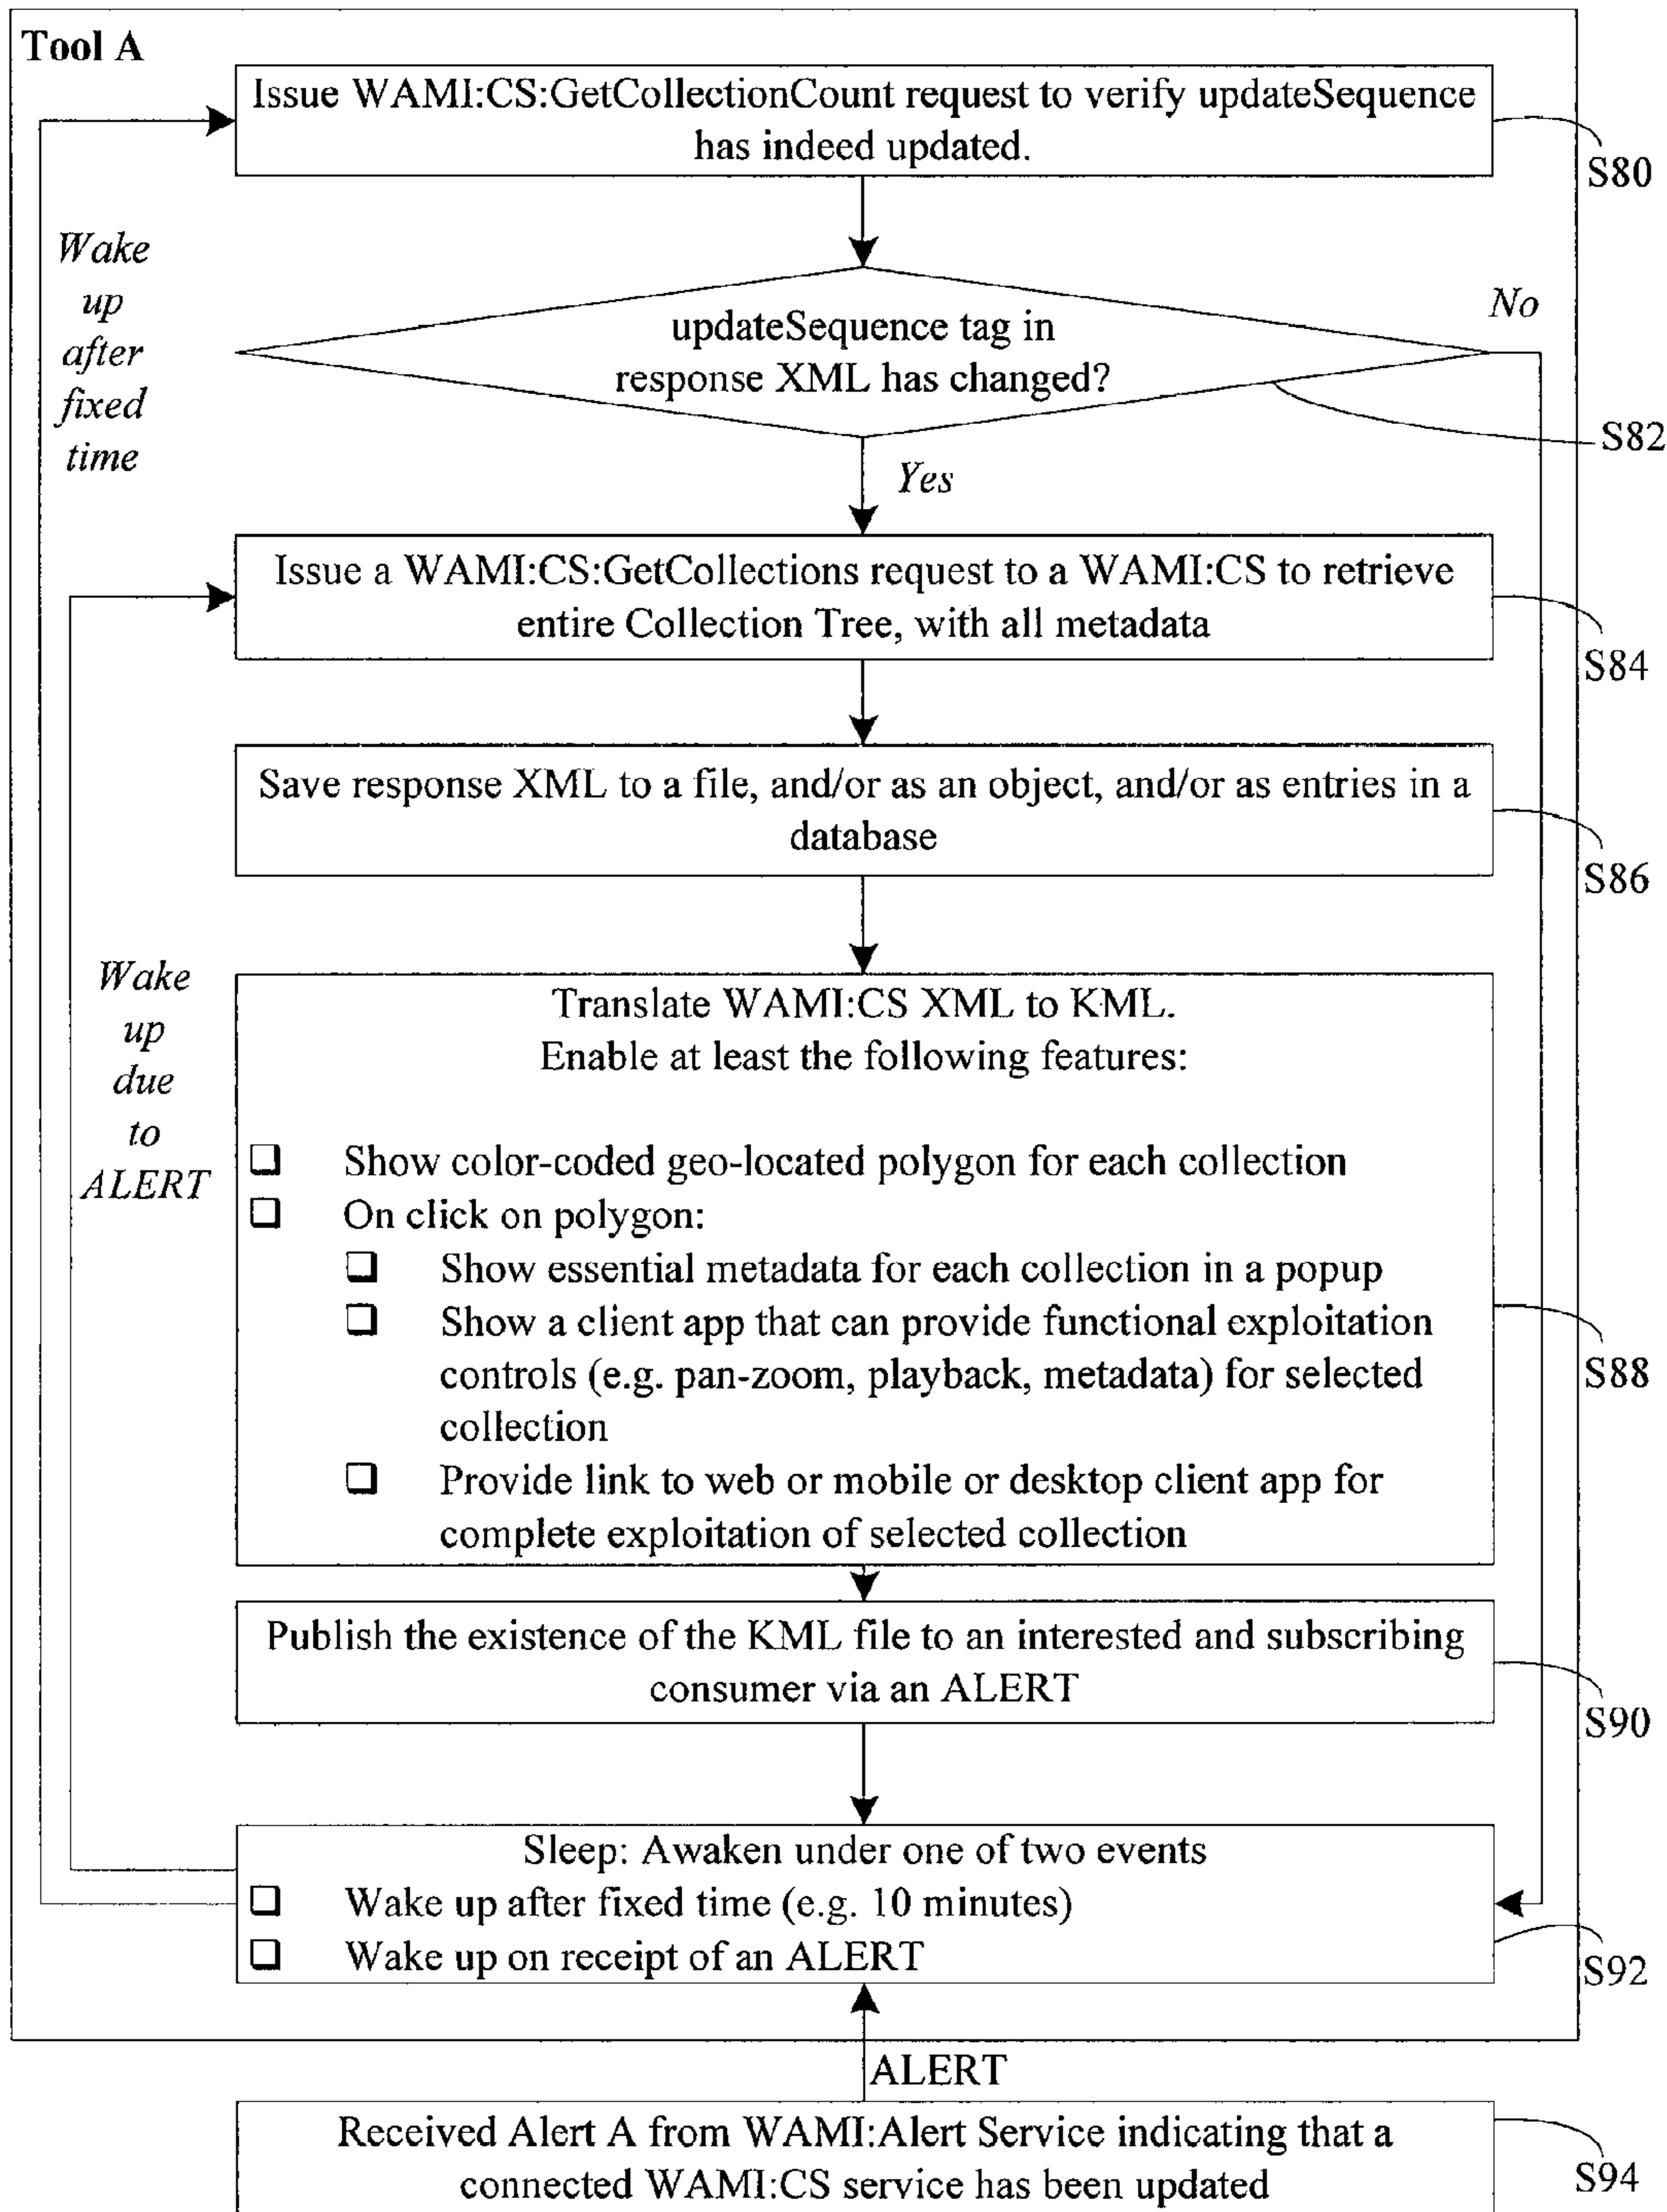 Tool A
Issue WAMI:CS:GetCollectionCount request to verify updateSequence
has indeed updated.
S80
Wake
up
after
fixed
time
updateSequence tag in
response XML has changed?
No
S82
Yes
Issue a WAMI:CS:GetCollections request to a WAMI:CS to retrieve
entire Collection Tree, with all metadata
S84
Save response XML to a file, and/or as an object, and/or as entries in a
database
S86
Wake
up
due
to
ALERT
Translate WAMI:CS XML to KML.
Enable at least the following features:
❑ Show color-coded geo-located polygon for each collection
❑ On click on polygon:
❑ Show essential metadata for each collection in a popup
❑ Show a client app that can provide functional exploitation
controls (e.g. pan-zoom, playback, metadata) for selected
collection
❑ Provide link to web or mobile or desktop client app for
complete exploitation of selected collection
S88
Publish the existence of the KML file to an interested and subscribing
consumer via an ALERT
S90
Sleep: Awaken under one of two events
❑ Wake up after fixed time (e.g. 10 minutes)
❑ Wake up on receipt of an ALERT
S92
ALERT
Received Alert A from WAMI:Alert Service indicating that a
connected WAMI:CS service has been updated
S94